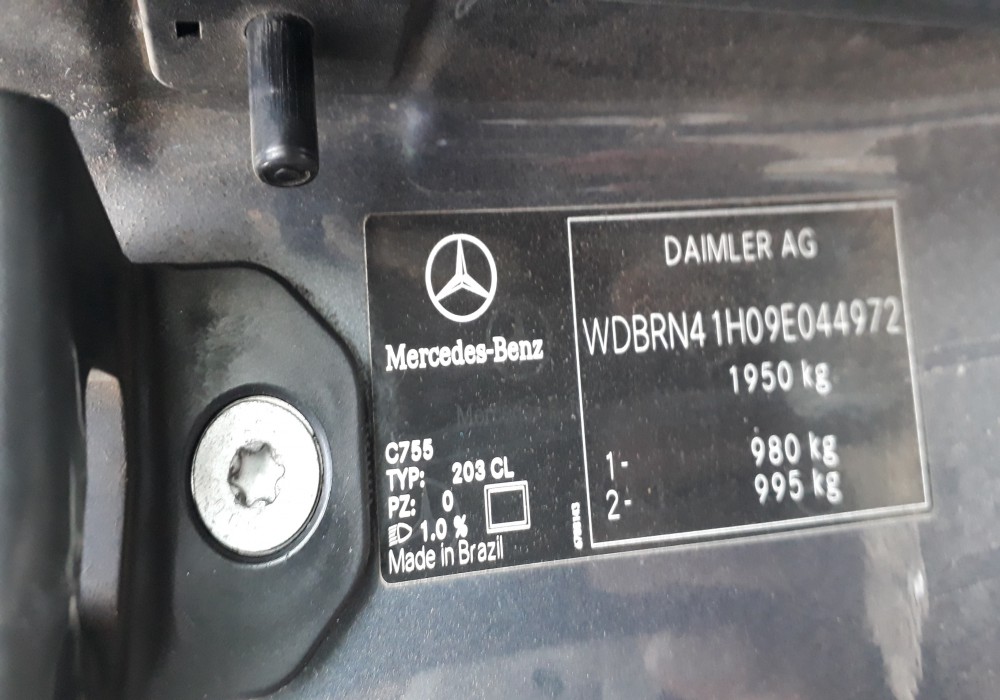 Mercedes-Benz
C755
TYP: 203 CL
PZ: 0
1.0 %
Made in Brazil
DAIMLER AG
WDBRN41H09E044972
1950 kg
1- 980 kg
2- 995 kg